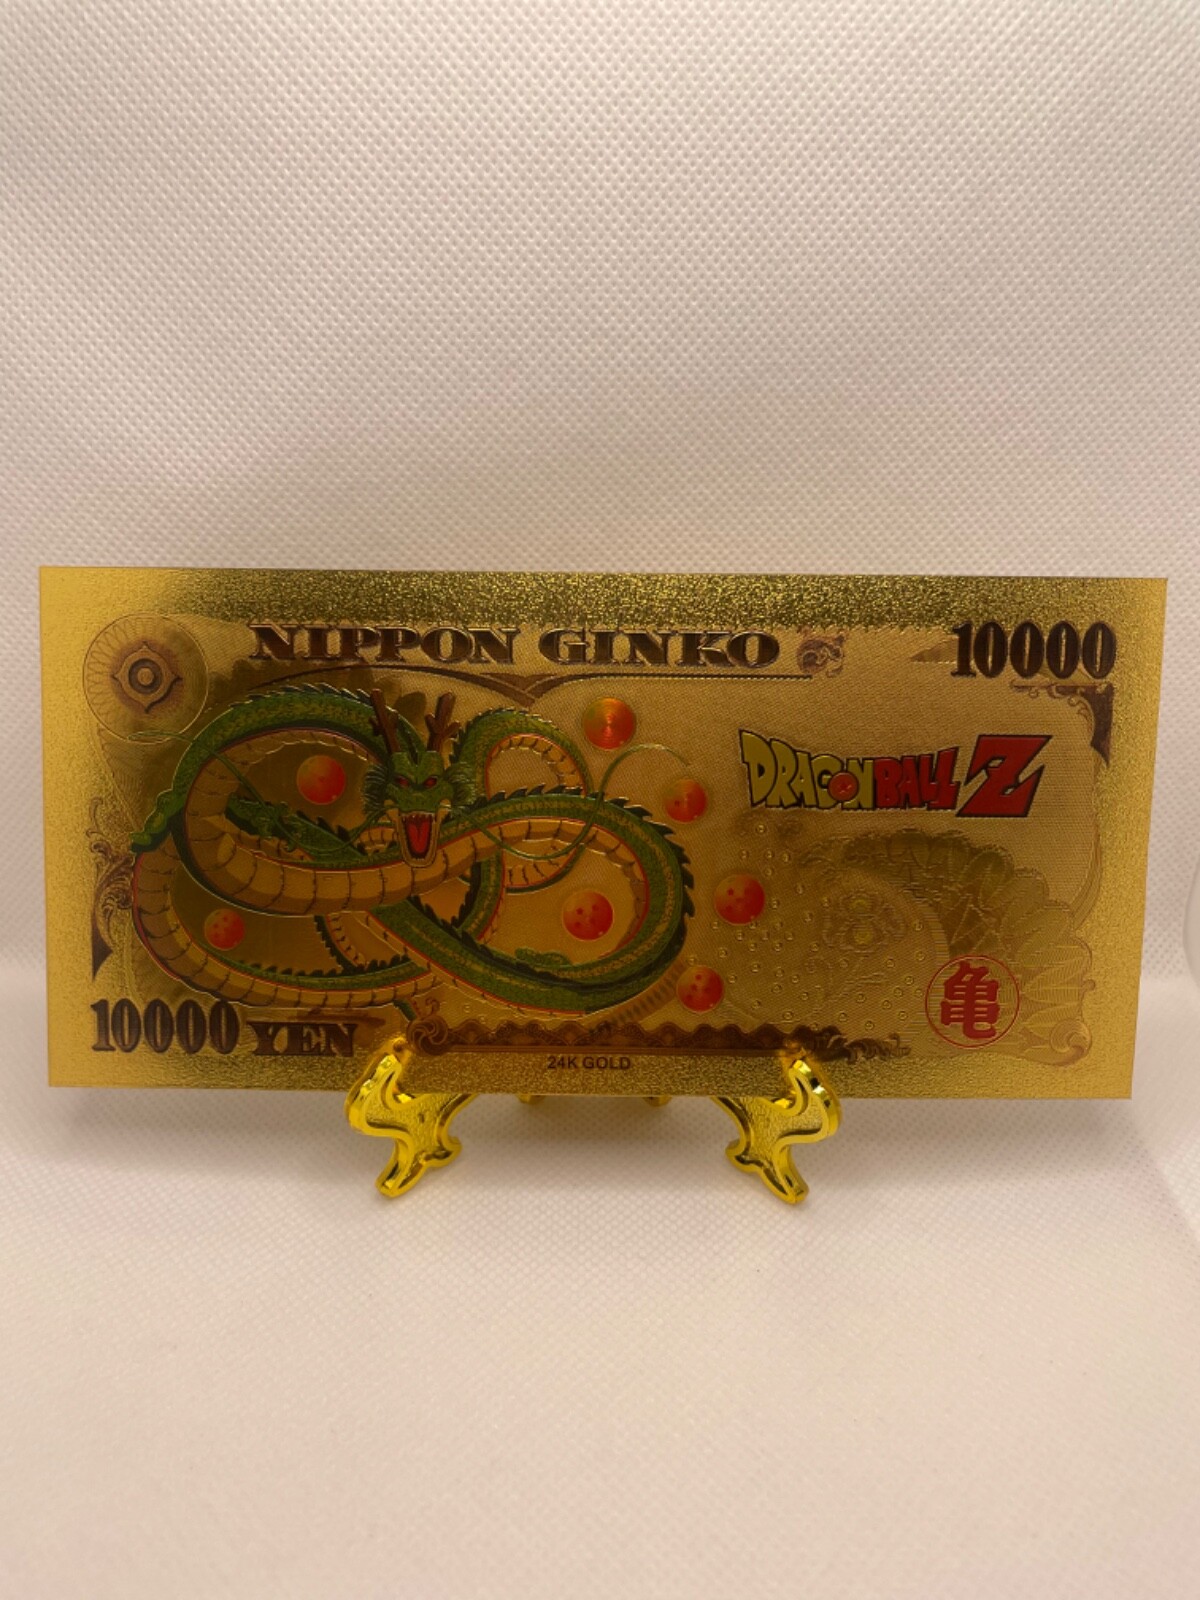 NIPPON GINKO
10000
DRAGONBALL Z
亀
10000 YEN
24K GOLD